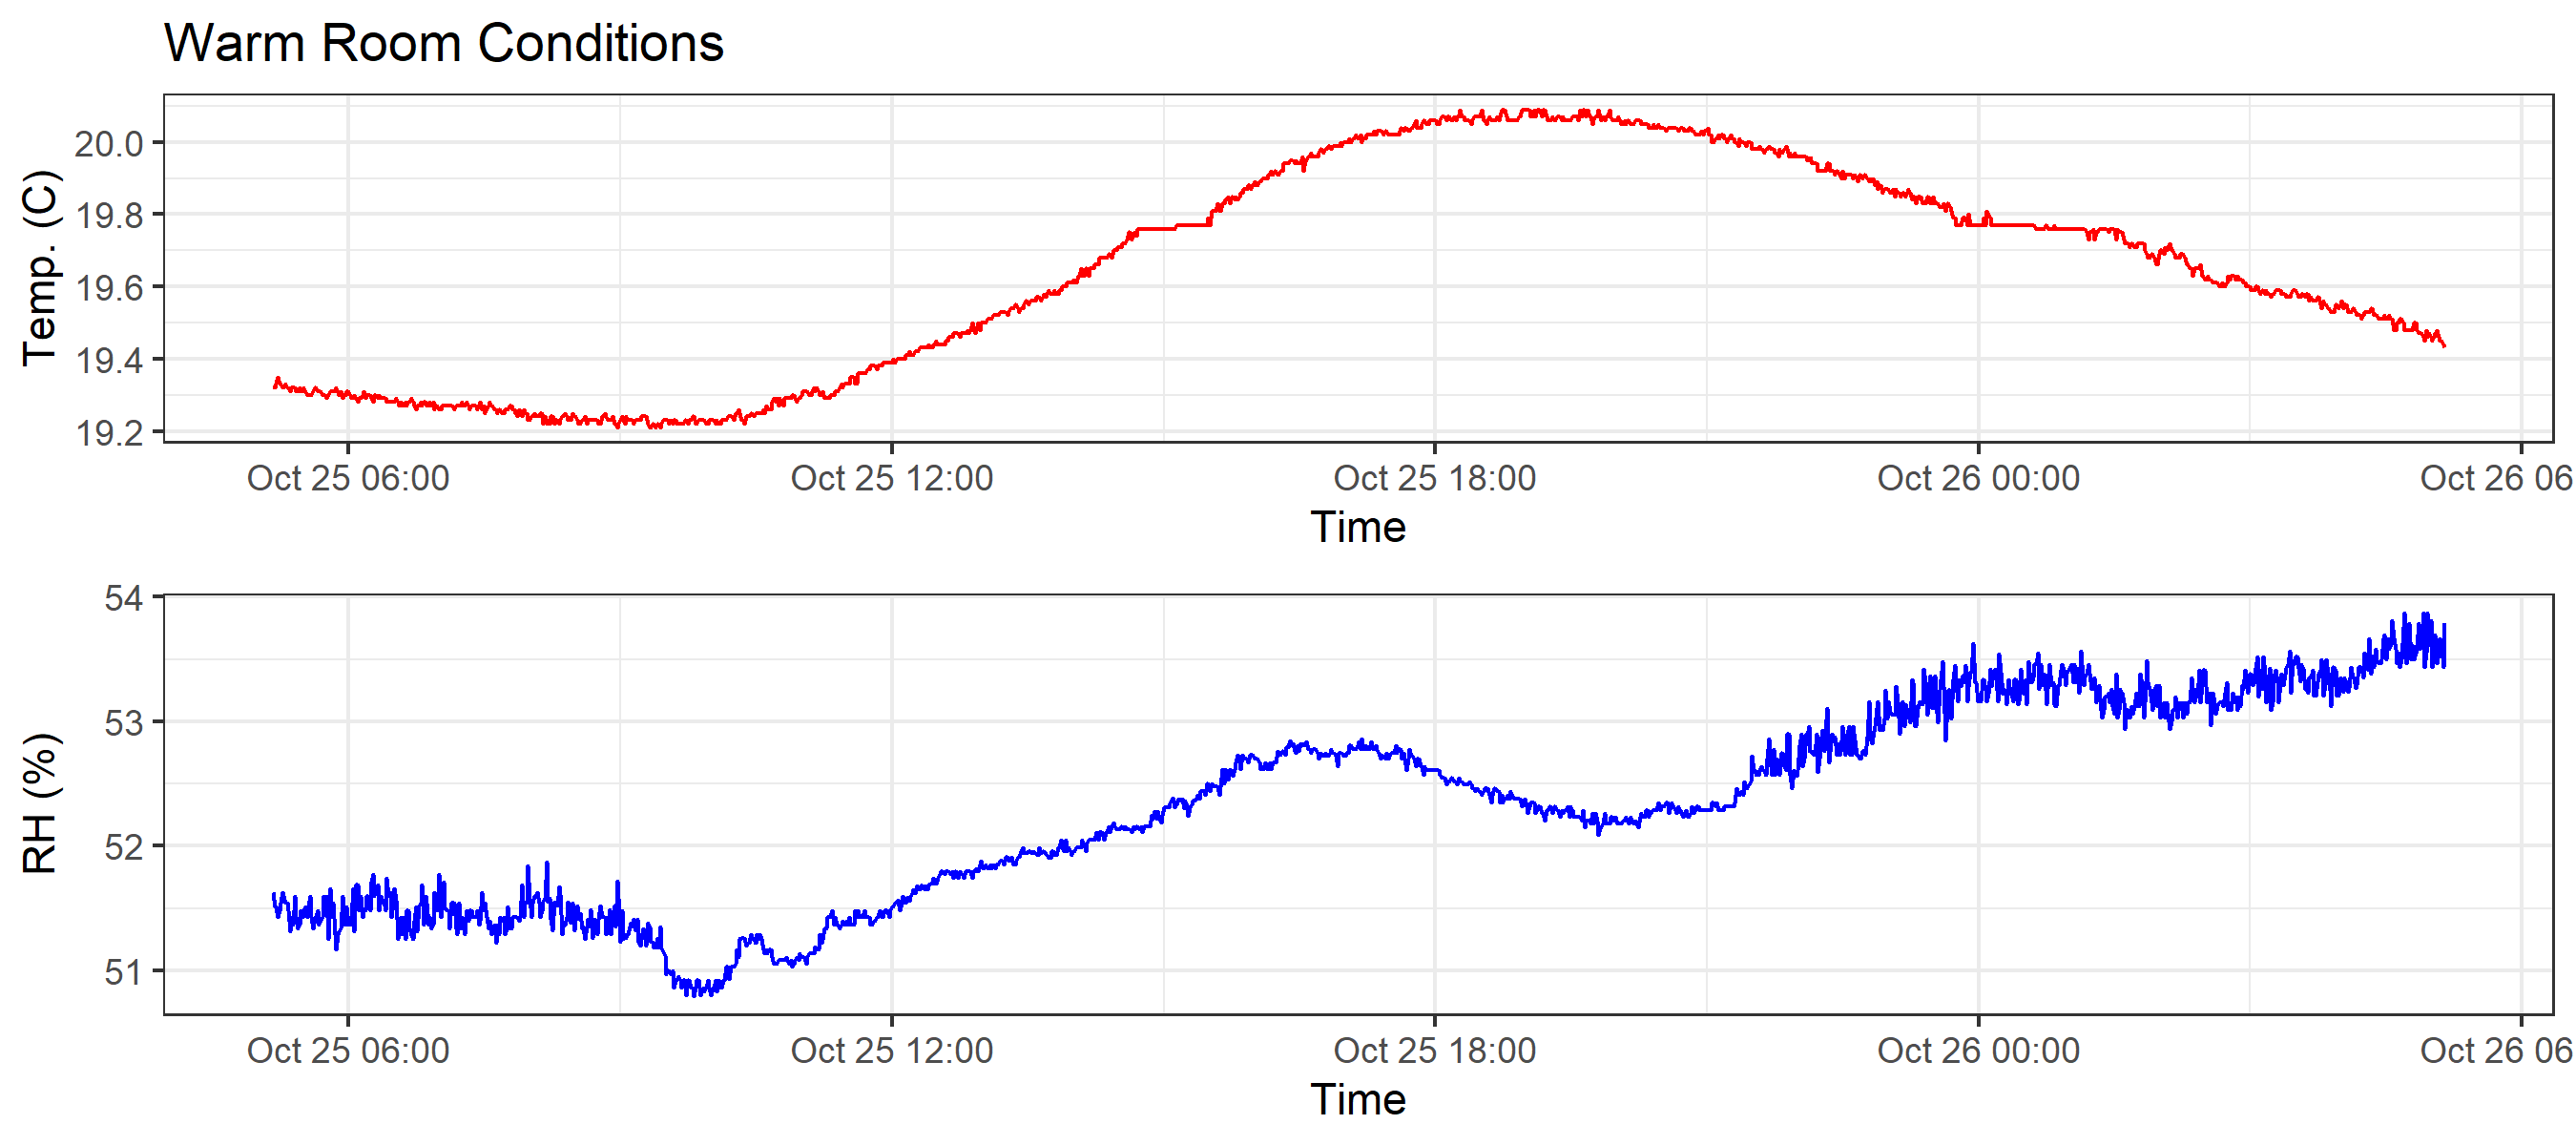 Warm Room Conditions
Temp. (C)
20.0
19.8
19.6
19.4
19.2
Oct 25 06:00 Oct 25 12:00 Oct 25 18:00 Oct 26 00:00 Oct 26 06
Time
RH (%)
54
53
52
51
Oct 25 06:00 Oct 25 12:00 Oct 25 18:00 Oct 26 00:00 Oct 26 06
Time